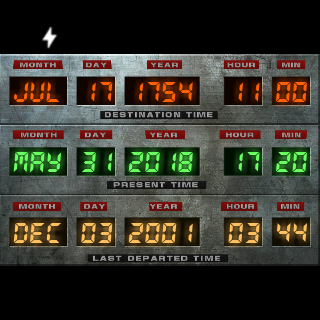 MONTH DAY YEAR HOUR MIN
JUL 17 1754 11 00
DESTINATION TIME
MONTH DAY YEAR HOUR MIN
MAY 31 2018 17 20
PRESENT TIME
MONTH DAY YEAR HOUR MIN
DEC 03 2001 03 44
LAST DEPARTED TIME